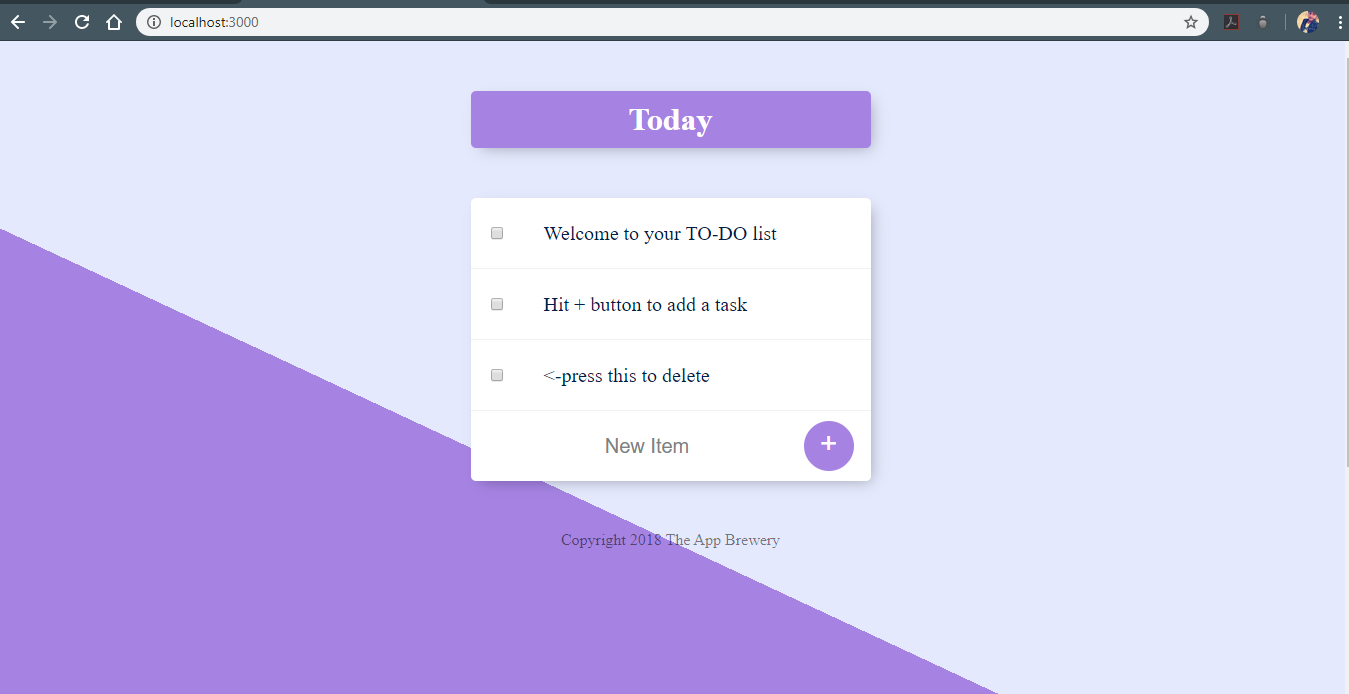 localhost:3000
Today
Welcome to your TO-DO list
Hit + button to add a task
<-press this to delete
New Item +
Copyright 2018 The App Brewery